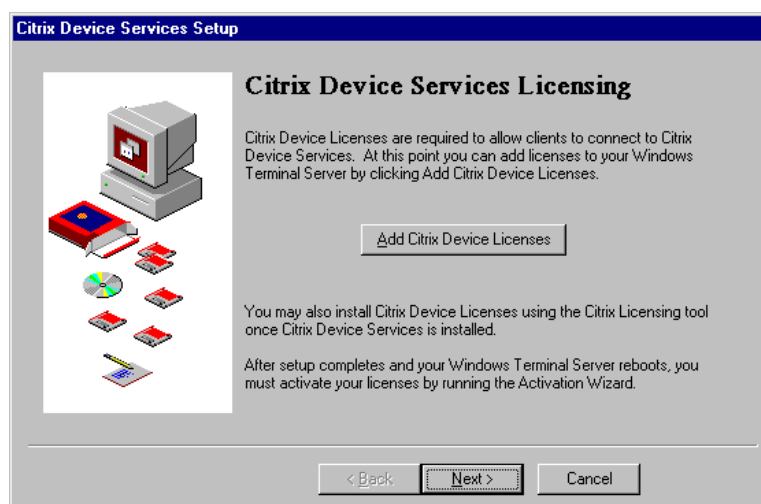 Citrix Device Services Setup
Citrix Device Services Licensing
Citrix Device Licenses are required to allow clients to connect to Citrix
Device Services.  At this point you can add licenses to your Windows
Terminal Server by clicking Add Citrix Device Licenses.
Add Citrix Device Licenses
You may also install Citrix Device Licenses using the Citrix Licensing tool
once Citrix Device Services is installed.
After setup completes and your Windows Terminal Server reboots, you
must activate your licenses by running the Activation Wizard.
< Back
Next >
Cancel